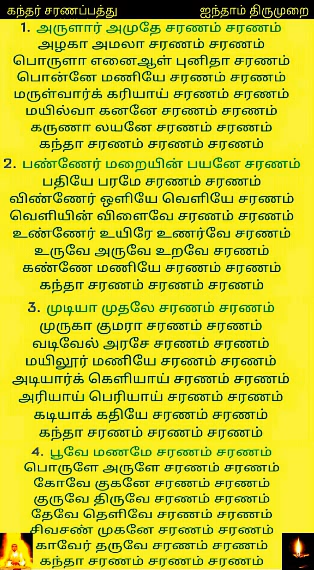 கந்தர் சரணப்பத்து ஐந்தாம் திருமுறை
1. அருளார் அமுதே சரணம் சரணம்
அழகா அமலா சரணம் சரணம்
பொருளா எனைஆள் புனிதா சரணம்
பொன்னே மணியே சரணம் சரணம்
மருள்வார்க் கரியாய் சரணம் சரணம்
மயில்வா கனனே சரணம் சரணம்
கருணா லயனே சரணம் சரணம்
கந்தா சரணம் சரணம் சரணம்
2. பண்ணேர் மறையின் பயனே சரணம்
பதியே பரமே சரணம் சரணம்
விண்ணேர் ஒளியே வெளியே சரணம்
வெளியின் விளைவே சரணம் சரணம்
உண்ணேர் உயிரே உணர்வே சரணம்
உருவே அருவே உறவே சரணம்
கண்ணே மணியே சரணம் சரணம்
கந்தா சரணம் சரணம் சரணம்
3. முடியா முதலே சரணம் சரணம்
முருகா குமரா சரணம் சரணம்
வடிவேல் அரசே சரணம் சரணம்
மயிலூர் மணியே சரணம் சரணம்
அடியார்க் கெளியாய் சரணம் சரணம்
அரியாய் பெரியாய் சரணம் சரணம்
கடியாக் கதியே சரணம் சரணம்
கந்தா சரணம் சரணம் சரணம்
4. பூவே மணமே சரணம் சரணம்
பொருளே அருளே சரணம் சரணம்
கோவே குகனே சரணம் சரணம்
குருவே திருவே சரணம் சரணம்
தேவே தெளிவே சரணம் சரணம்
சிவசண் முகனே சரணம் சரணம்
காவேர் தருவே சரணம் சரணம்
கந்தா சரணம் சரணம் சரணம்